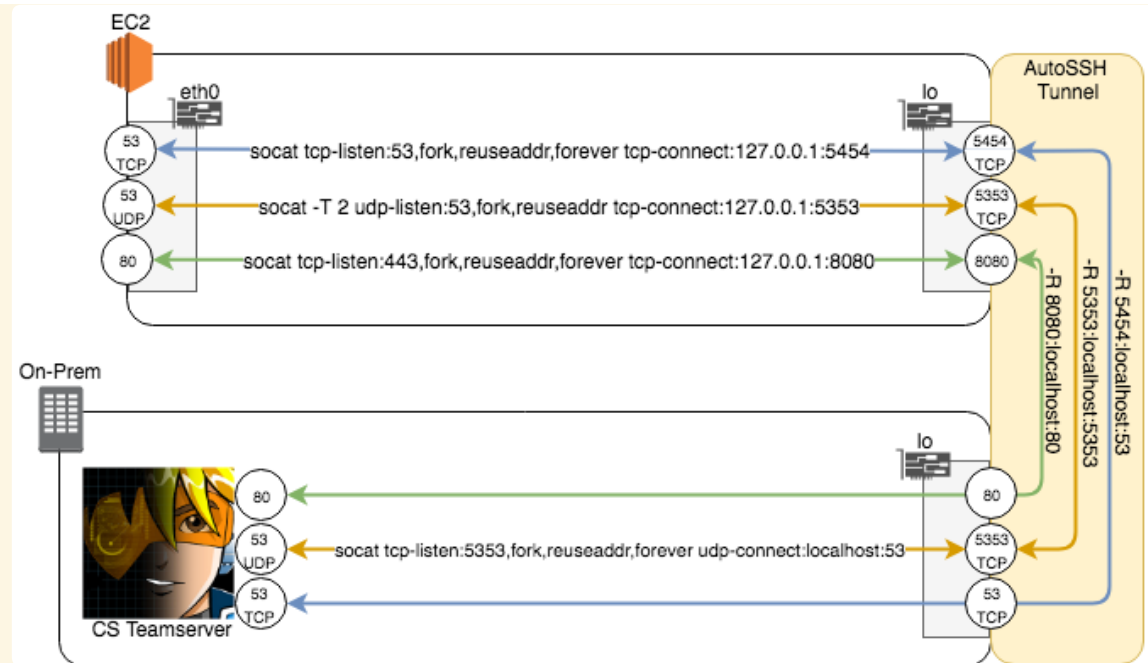 EC2
AutoSSH
Tunnel
eth0
lo
53
TCP
socat tcp-listen:53,fork,reuseaddr,forever tcp-connect:127.0.0.1:5454
5454
TCP
53
UDP
socat -T 2 udp-listen:53,fork,reuseaddr tcp-connect:127.0.0.1:5353
5353
TCP
80
socat tcp-listen:443,fork,reuseaddr,forever tcp-connect:127.0.0.1:8080
8080
-R 8080:localhost:80
-R 5353:localhost:5353
-R 5454:localhost:53
On-Prem
lo
80
80
53
UDP
socat tcp-listen:5353,fork,reuseaddr,forever udp-connect:localhost:53
5353
TCP
53
TCP
53
TCP
CS Teamserver